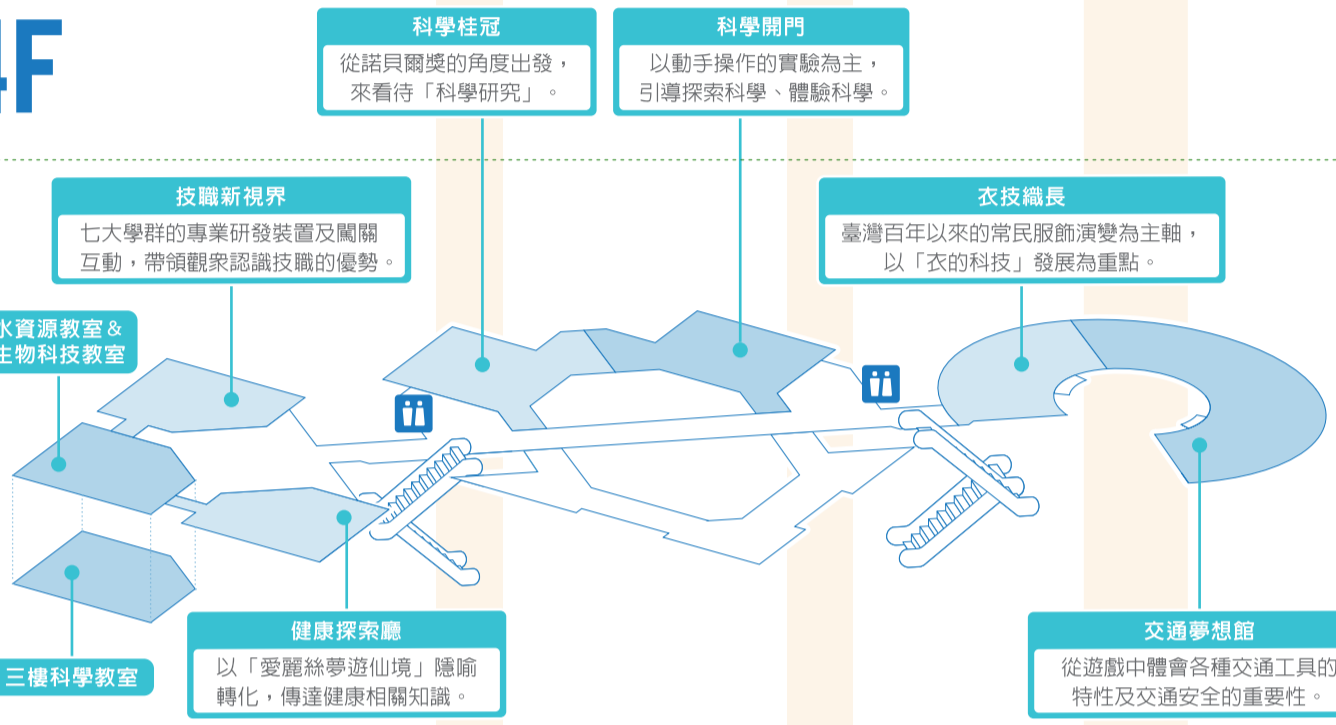 4F
科學桂冠
從諾貝爾獎的角度出發，
來看待「科學研究」。
科學開門
以動手操作的實驗為主，
引導探索科學、體驗科學。
技職新視界
七大學群的專業研發裝置及闖關
互動，帶領觀眾認識技職的優勢。
衣技織長
臺灣百年以來的常民服飾演變為主軸，
以「衣的科技」發展為重點。
水資源教室&
生物科技教室
三樓科學教室
健康探索廳
以「愛麗絲夢遊仙境」隱喻
轉化，傳達健康相關知識。
交通夢想館
從遊戲中體會各種交通工具的
特性及交通安全的重要性。